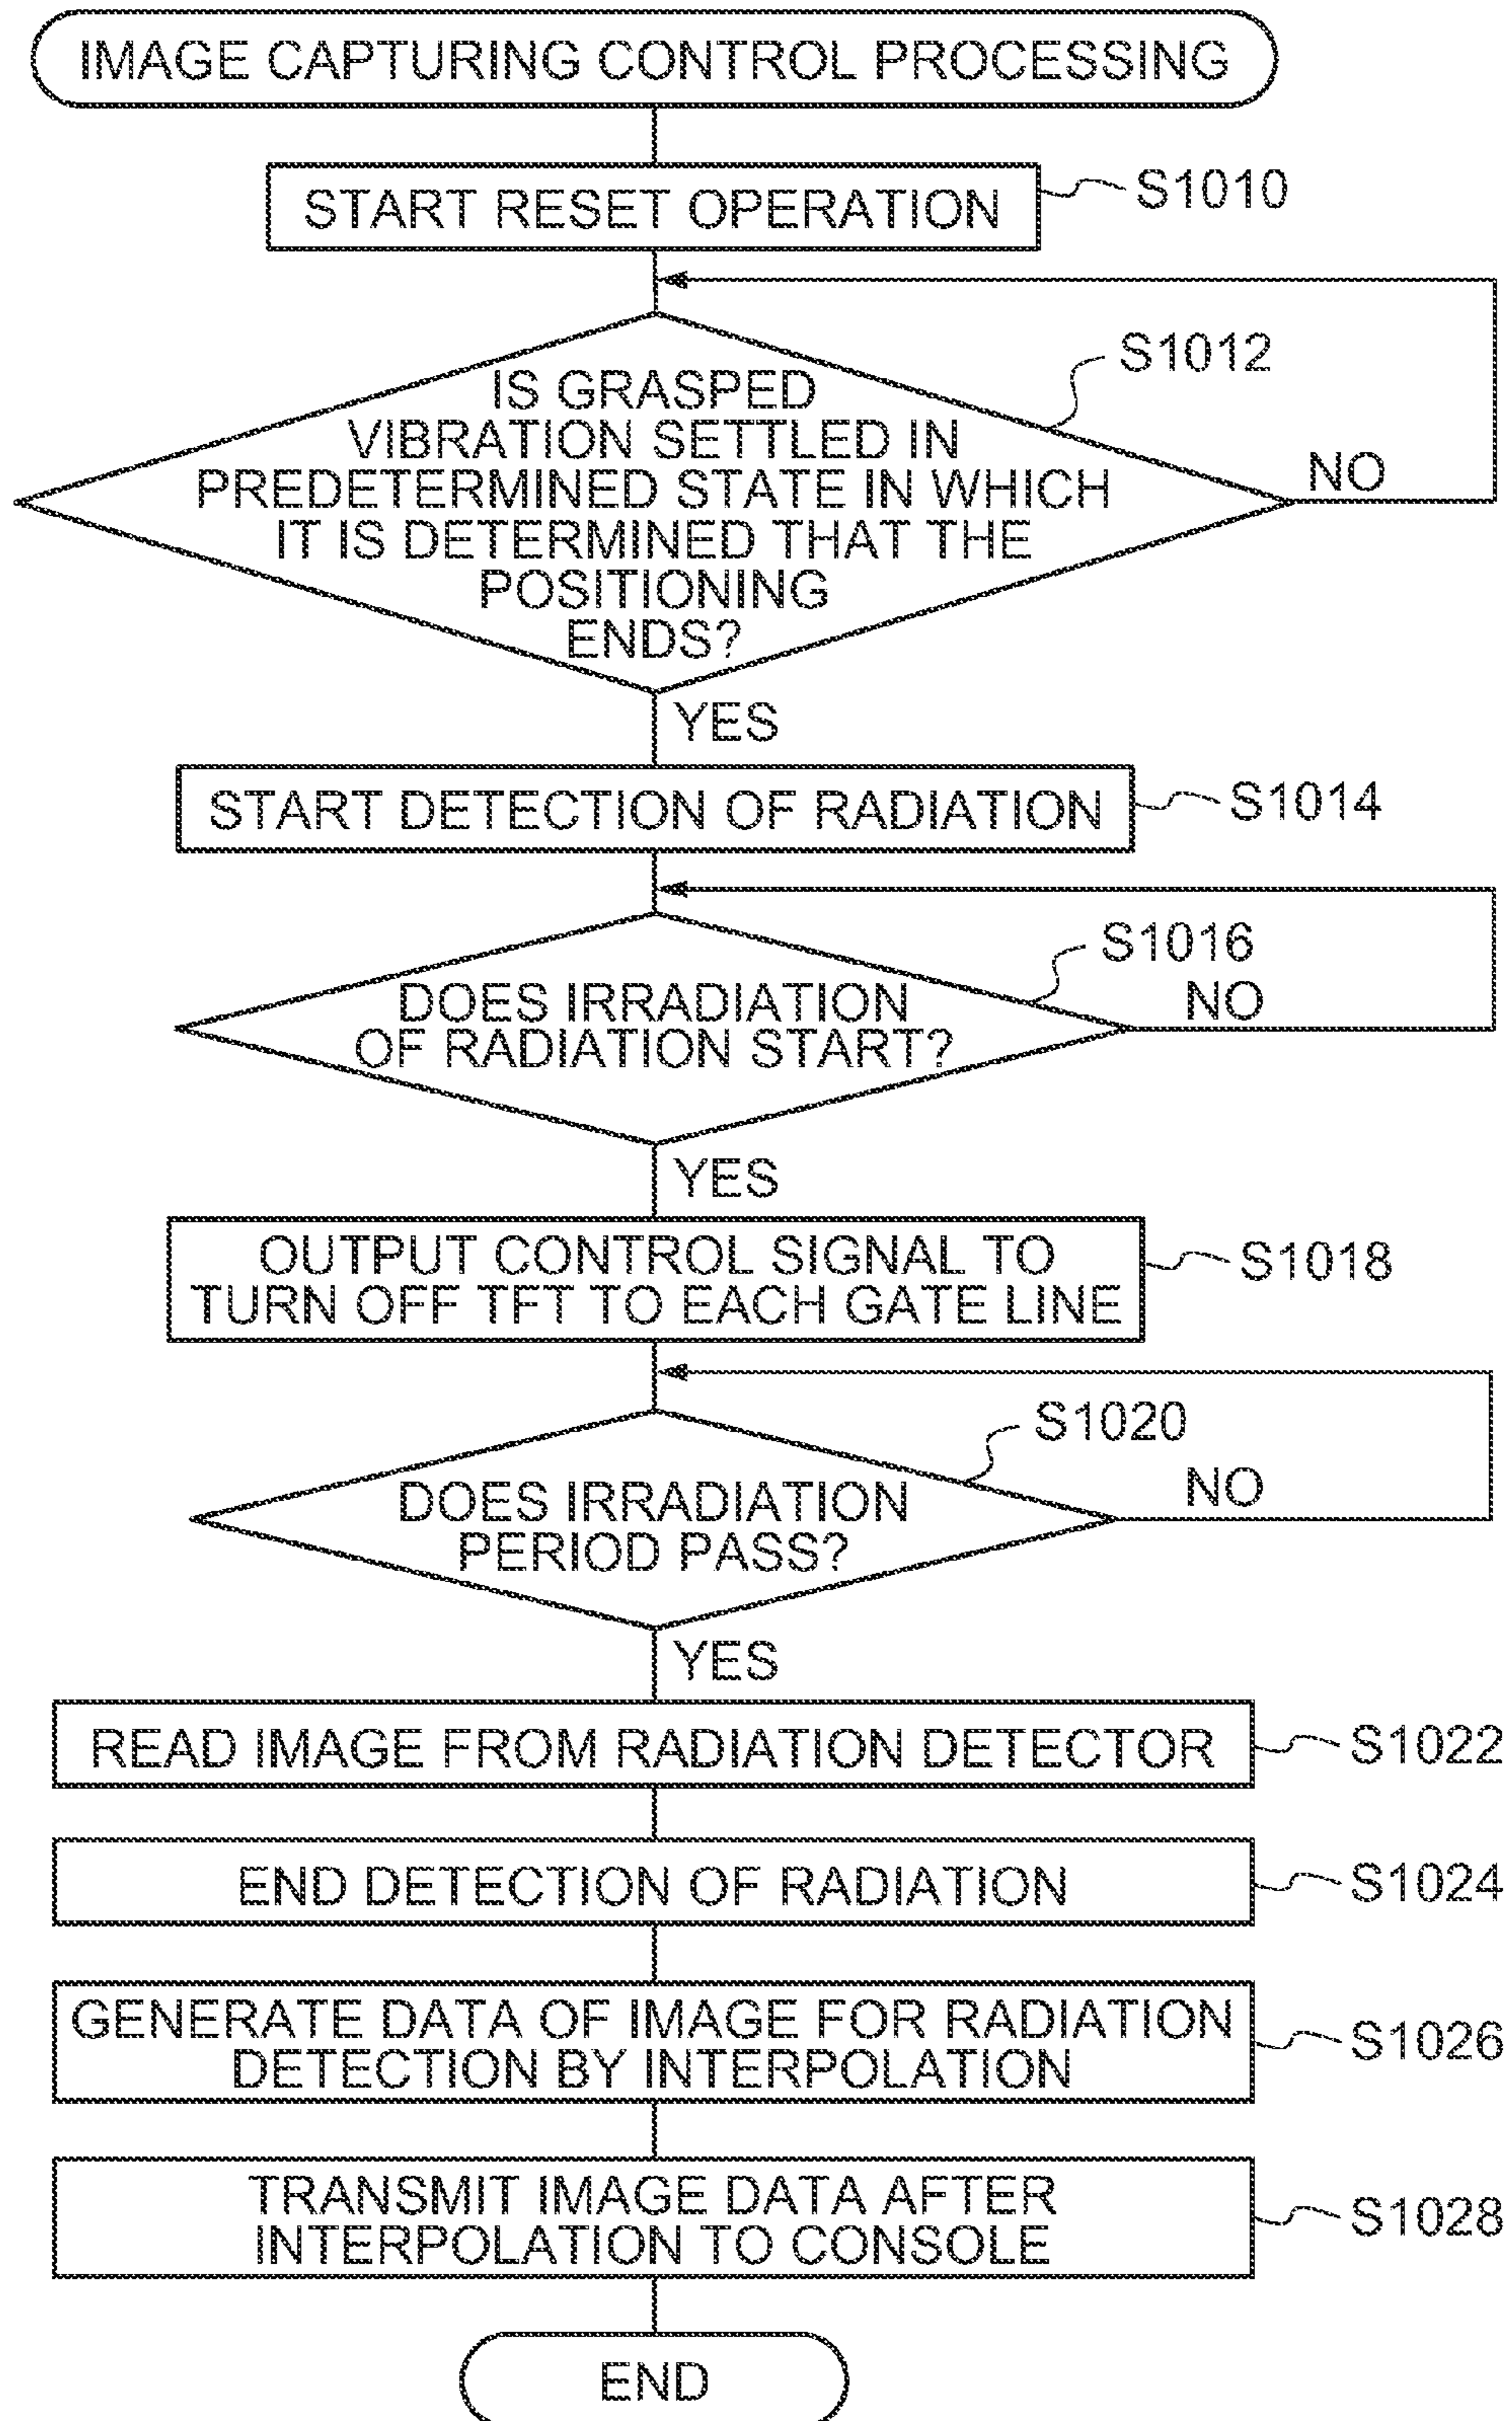 IMAGE CAPTURING CONTROL PROCESSING
START RESET OPERATION
S1010
S1012
IS GRASPED
VIBRATION SETTLED IN
PREDETERMINED STATE IN WHICH
IT IS DETERMINED THAT THE
POSITIONING
ENDS?
NO
YES
START DETECTION OF RADIATION
S1014
S1016
DOES IRRADIATION
OF RADIATION START?
NO
YES
OUTPUT CONTROL SIGNAL TO
TURN OFF TFT TO EACH GATE LINE
S1018
S1020
DOES IRRADIATION
PERIOD PASS?
NO
YES
READ IMAGE FROM RADIATION DETECTOR
S1022
END DETECTION OF RADIATION
S1024
GENERATE DATA OF IMAGE FOR RADIATION
DETECTION BY INTERPOLATION
S1026
TRANSMIT IMAGE DATA AFTER
INTERPOLATION TO CONSOLE
S1028
END